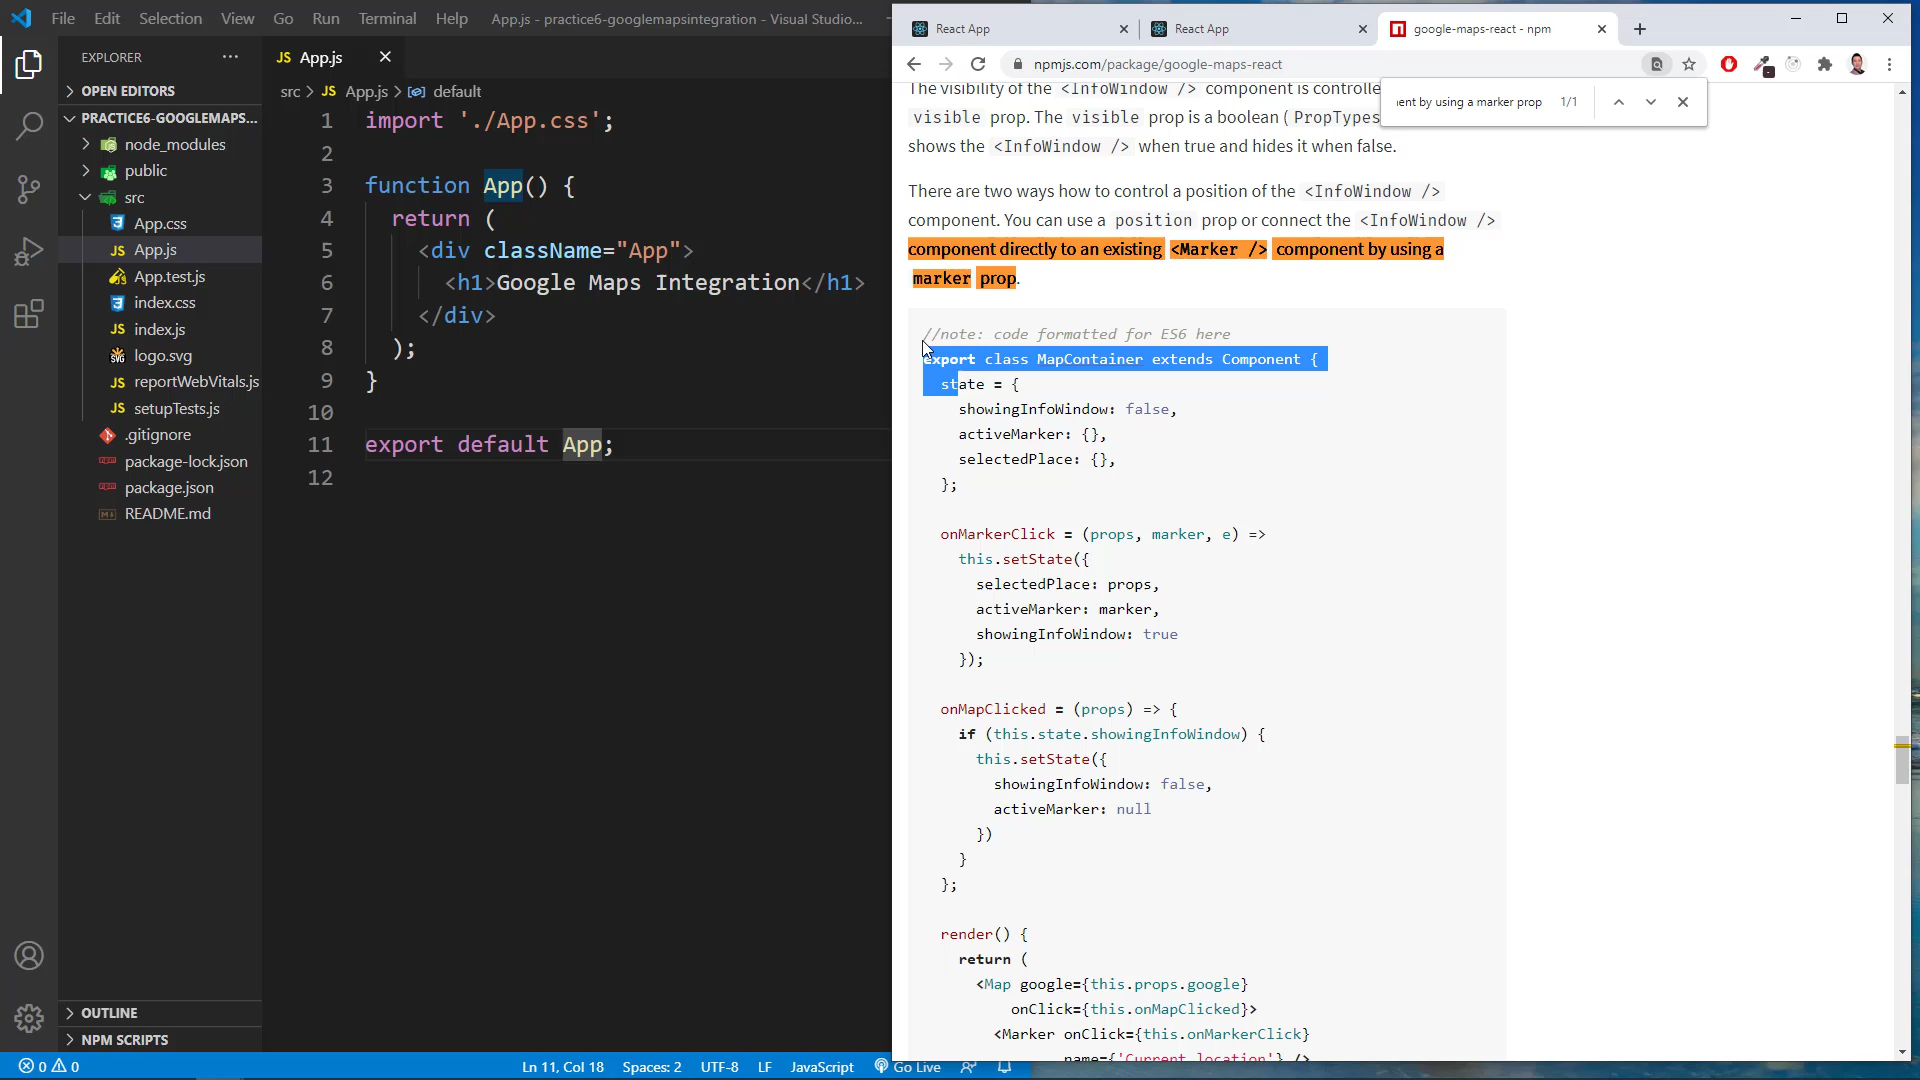 File Edit Selection View Go Run Terminal Help App.js - practice6-googlemapsintegration - Visual Studio...
EXPLORER
OPEN EDITORS
PRACTICE6-GOOGLEMAPS...
node_modules
public
src
App.css
JS App.js
App.test.js
index.css
JS index.js
logo.svg
JS reportWebVitals.js
JS setupTests.js
.gitignore
package-lock.json
package.json
README.md
OUTLINE
NPM SCRIPTS
JS App.js
src > JS App.js > default
1 import './App.css';
2
3 function App() {
4 return (
5 <div className="App">
6 <h1>Google Maps Integration</h1>
7 </div>
8 );
9 }
10
11 export default App;
12
0 0
Ln 11, Col 18 Spaces: 2 UTF-8 LF JavaScript Go Live
React App
React App
google-maps-react - npm
npmjs.com/package/google-maps-react
ent by using a marker prop 1/1
The visibility of the <InfoWindow /> component is controlle
visible prop. The visible prop is a boolean ( PropTypes
shows the <InfoWindow /> when true and hides it when false.
There are two ways how to control a position of the <InfoWindow />
component. You can use a position prop or connect the <InfoWindow />
component directly to an existing <Marker /> component by using a
marker prop.
//note: code formatted for ES6 here
export class MapContainer extends Component {
state = {
showingInfoWindow: false,
activeMarker: {},
selectedPlace: {},
};
onMarkerClick = (props, marker, e) =>
this.setState({
selectedPlace: props,
activeMarker: marker,
showingInfoWindow: true
});
onMapClicked = (props) => {
if (this.state.showingInfoWindow) {
this.setState({
showingInfoWindow: false,
activeMarker: null
})
}
};
render() {
return (
<Map google={this.props.google}
onClick={this.onMapClicked}>
<Marker onClick={this.onMarkerClick}
name={'Current location'} />